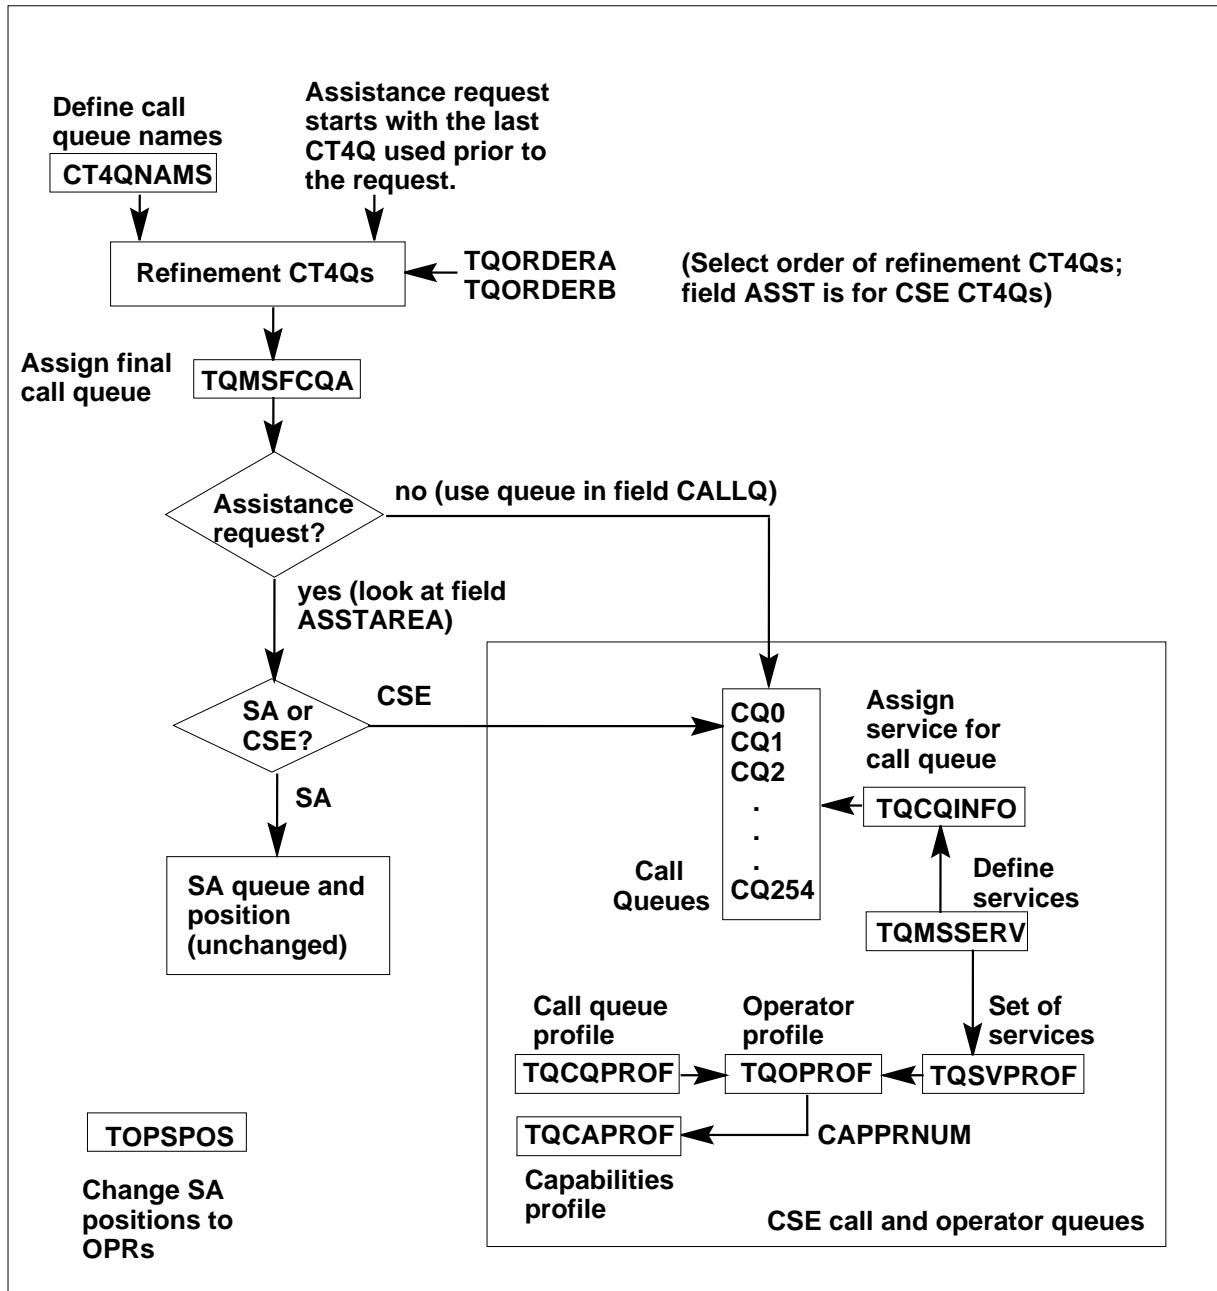 Define call
queue names
CT4QNAMS
Assistance request
starts with the last
CT4Q used prior to
the request.
Refinement CT4Qs
TQORDERA
TQORDERB
(Select order of refinement CT4Qs;
field ASST is for CSE CT4Qs)
Assign final
call queue
TQMSFCQA
Assistance
request?
no (use queue in field CALLQ)
yes (look at field
ASSTAREA)
SA or
CSE?
CSE
SA
SA queue and
position
(unchanged)
CQ0
CQ1
CQ2
.
.
.
CQ254
Call
Queues
Assign
service for
call queue
TQCQINFO
Define
services
TQMSSERV
Set of
services
TQSVPROF
Operator
profile
TQOPROF
Call queue
profile
TQCQPROF
TQCAPROF
CAPPRNUM
Capabilities
profile
CSE call and operator queues
TOPSPOS
Change SA
positions to
OPRs